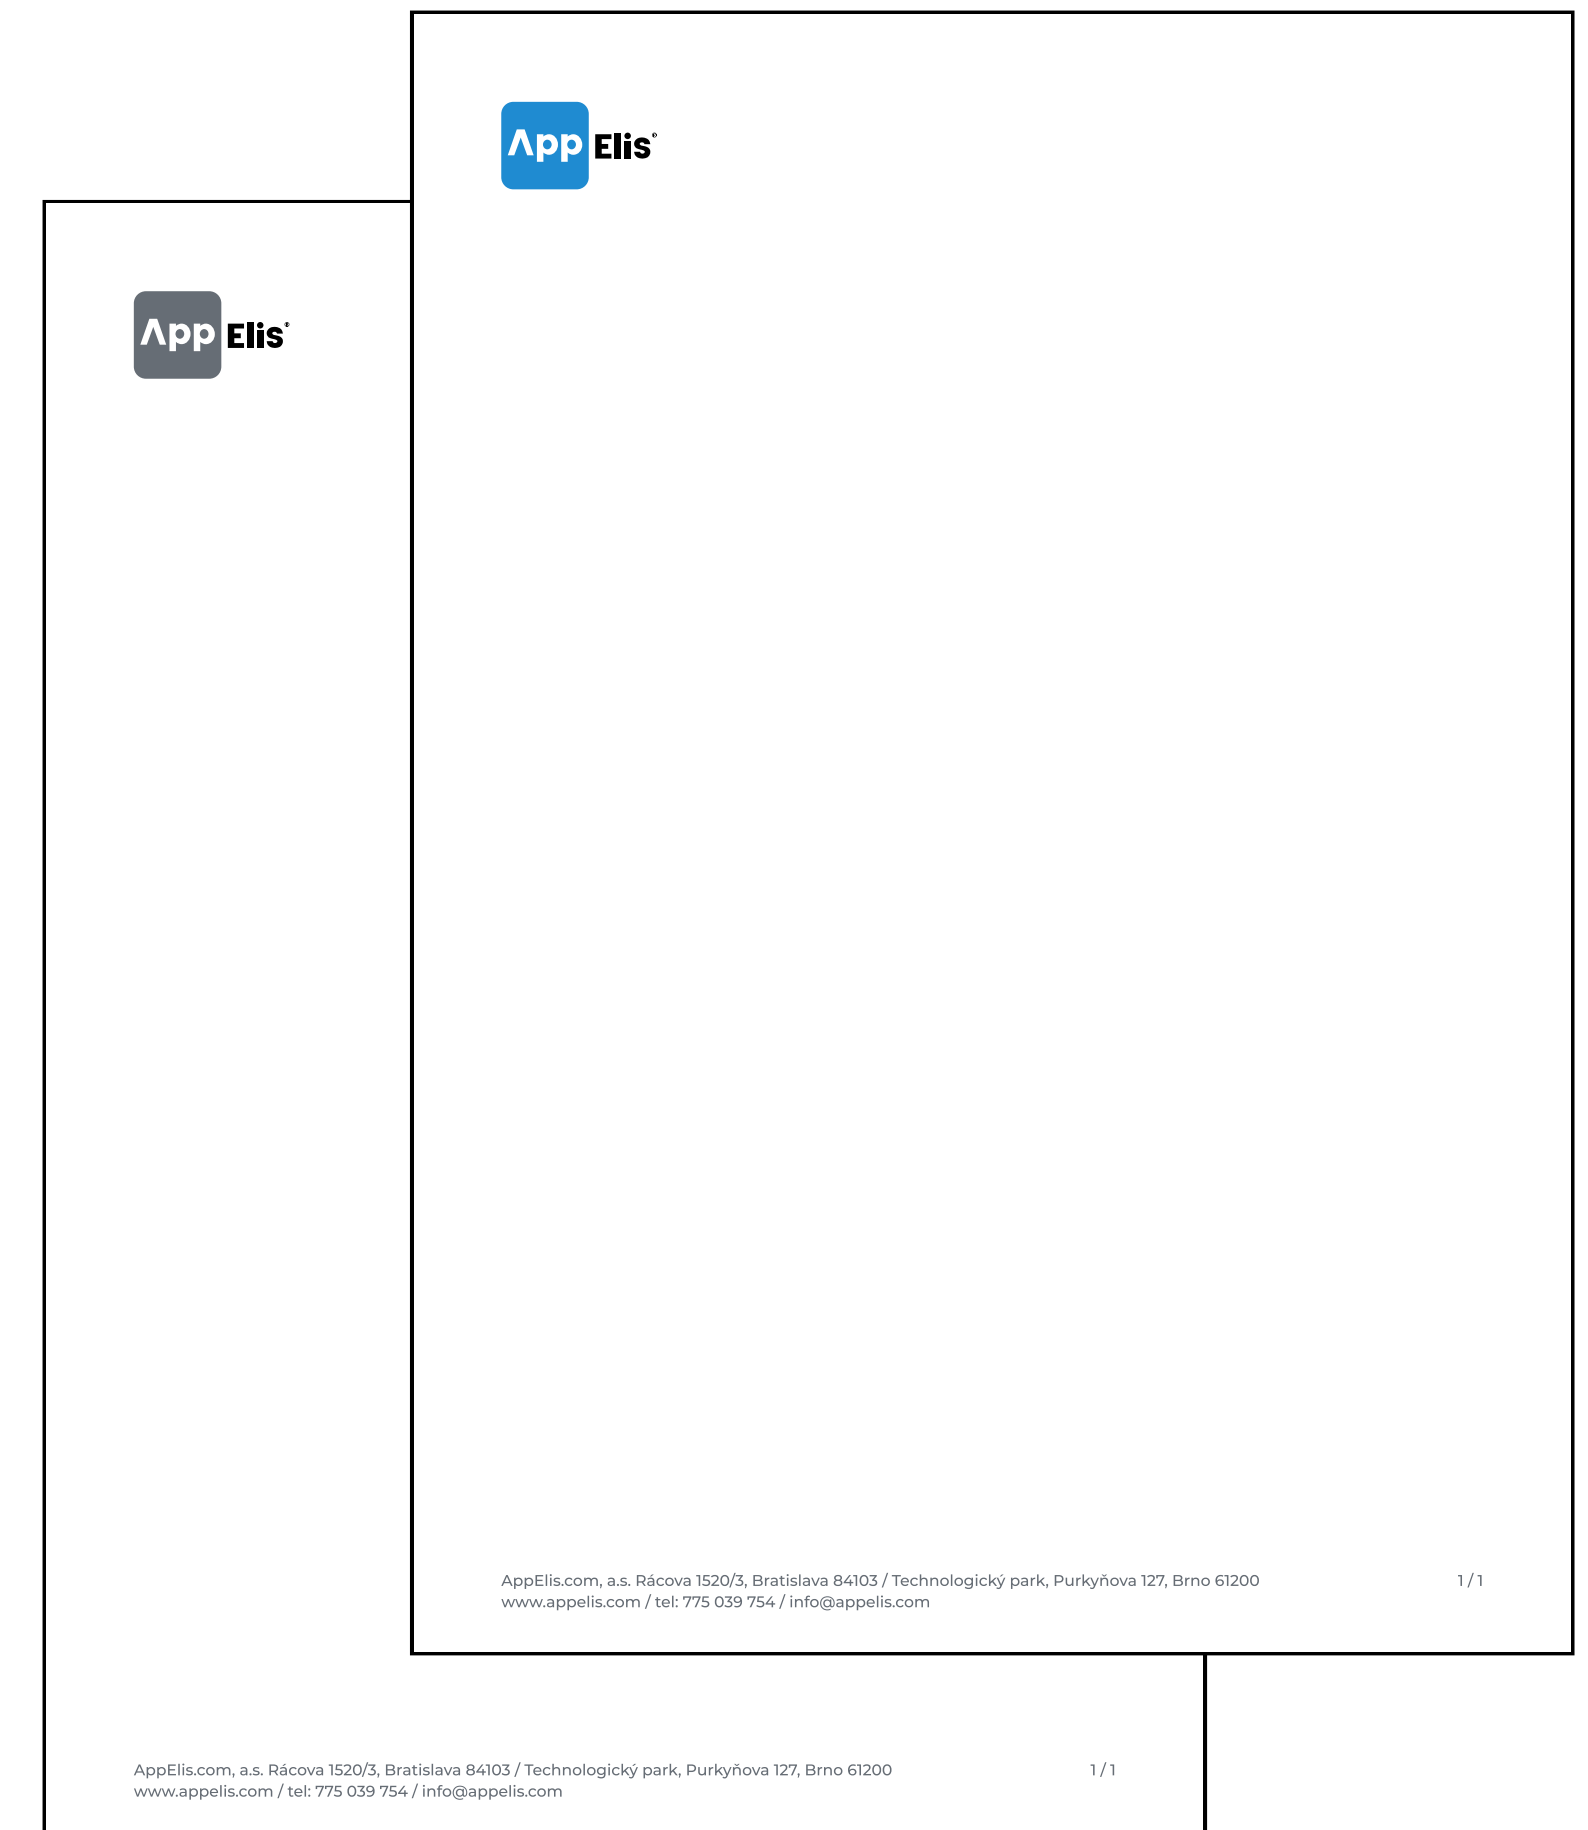 App Elis®
App Elis®
AppElis.com, a.s. Rácova 1520/3, Bratislava 84103 / Technologický park, Purkyňova 127, Brno 61200 1 / 1
www.appelis.com / tel: 775 039 754 / info@appelis.com
AppElis.com, a.s. Rácova 1520/3, Bratislava 84103 / Technologický park, Purkyňova 127, Brno 61200 1 / 1
www.appelis.com / tel: 775 039 754 / info@appelis.com